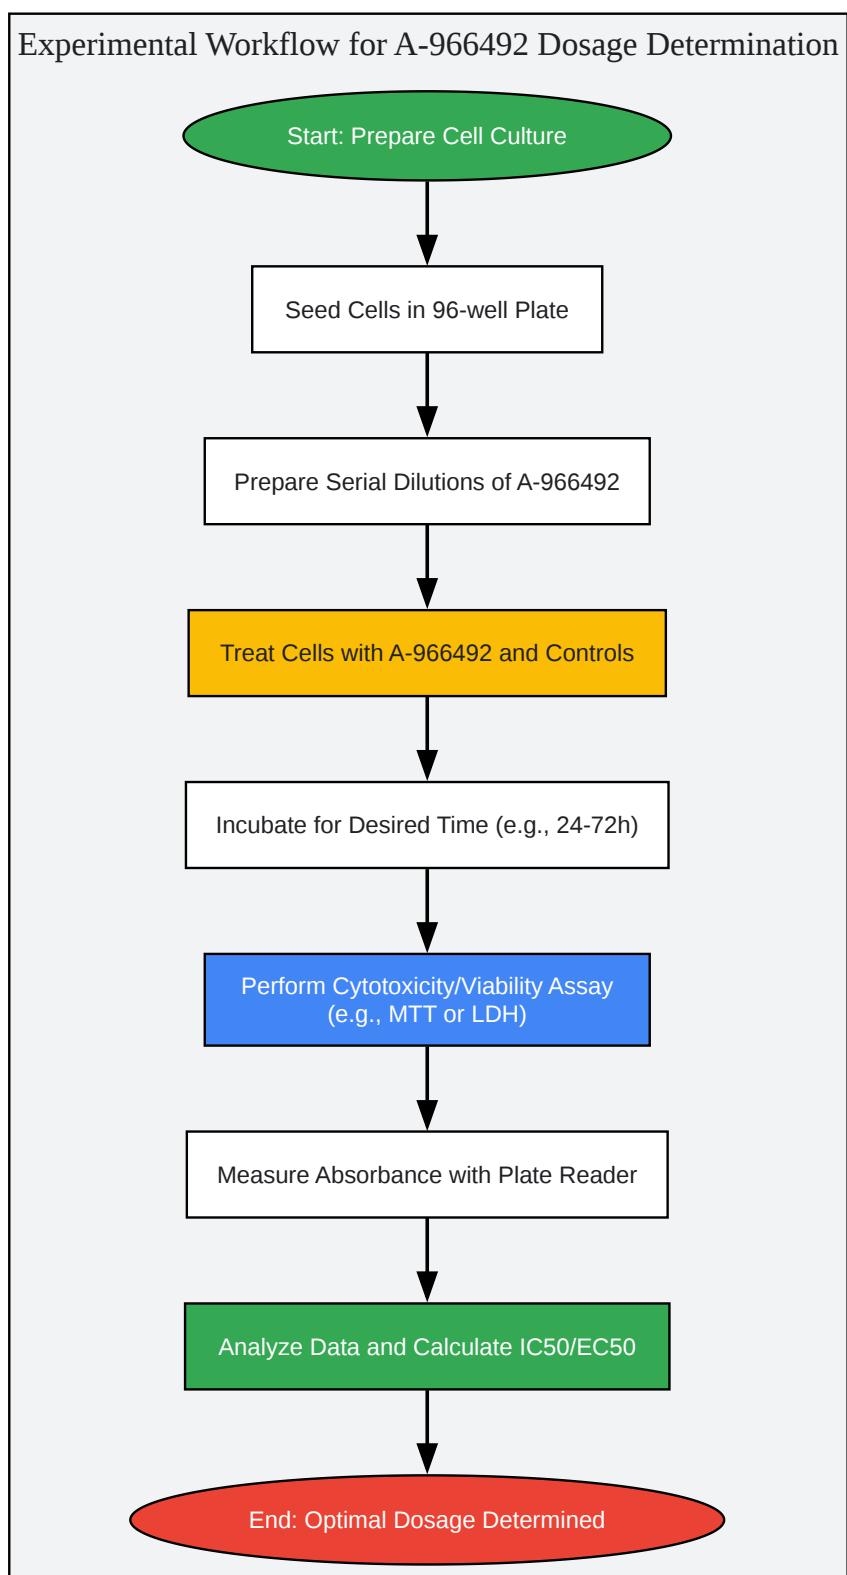 Experimental Workflow for A-966492 Dosage Determination
Start: Prepare Cell Culture
Seed Cells in 96-well Plate
Prepare Serial Dilutions of A-966492
Treat Cells with A-966492 and Controls
Incubate for Desired Time (e.g., 24-72h)
Perform Cytotoxicity/Viability Assay
(e.g., MTT or LDH)
Measure Absorbance with Plate Reader
Analyze Data and Calculate IC50/EC50
End: Optimal Dosage Determined